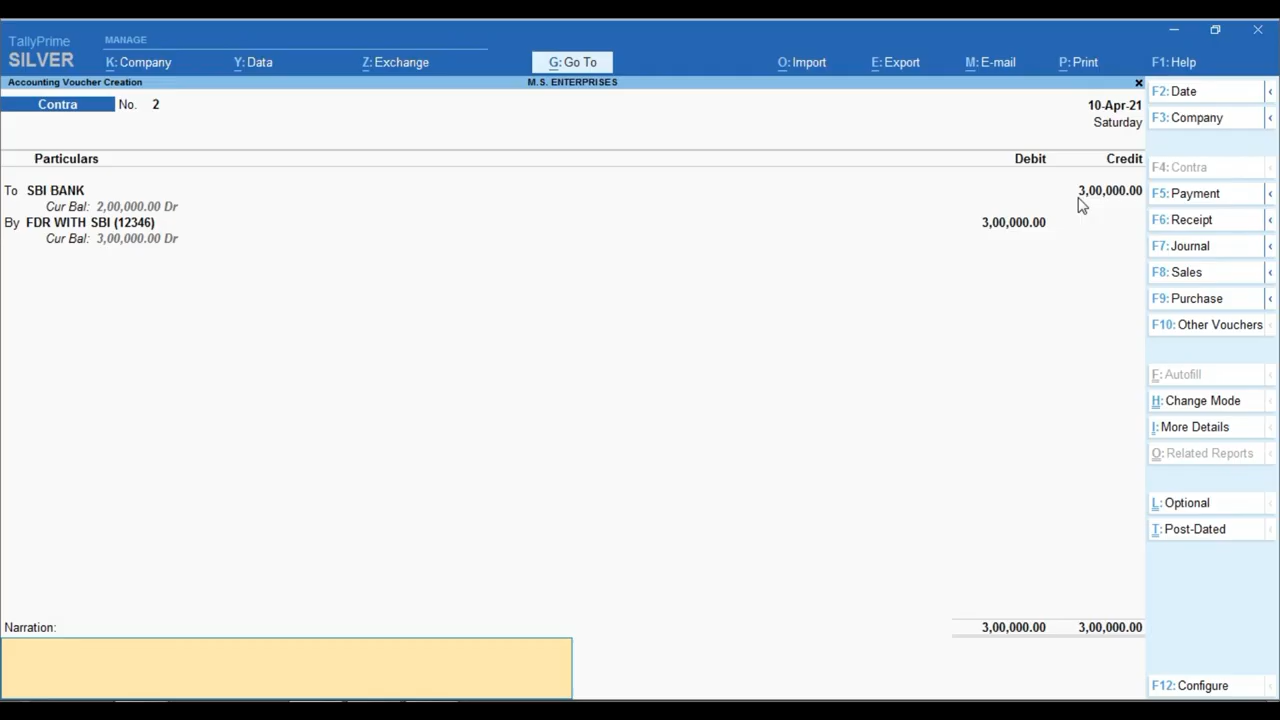 TallyPrime
SILVER
MANAGE
K: Company
Y: Data
Z: Exchange
G: Go To
O: Import
E: Export
M: E-mail
P: Print
F1: Help
Accounting Voucher Creation
M.S. ENTERPRISES
Contra No. 2
10-Apr-21
Saturday
Particulars Debit Credit
To SBI BANK 3,00,000.00
Cur Bal: 2,00,000.00 Dr
By FDR WITH SBI (12346) 3,00,000.00
Cur Bal: 3,00,000.00 Dr
Narration: 3,00,000.00 3,00,000.00
F2: Date
F3: Company
F4: Contra
F5: Payment
F6: Receipt
F7: Journal
F8: Sales
F9: Purchase
F10: Other Vouchers
F: Autofill
H: Change Mode
I: More Details
O: Related Reports
L: Optional
T: Post-Dated
F12: Configure